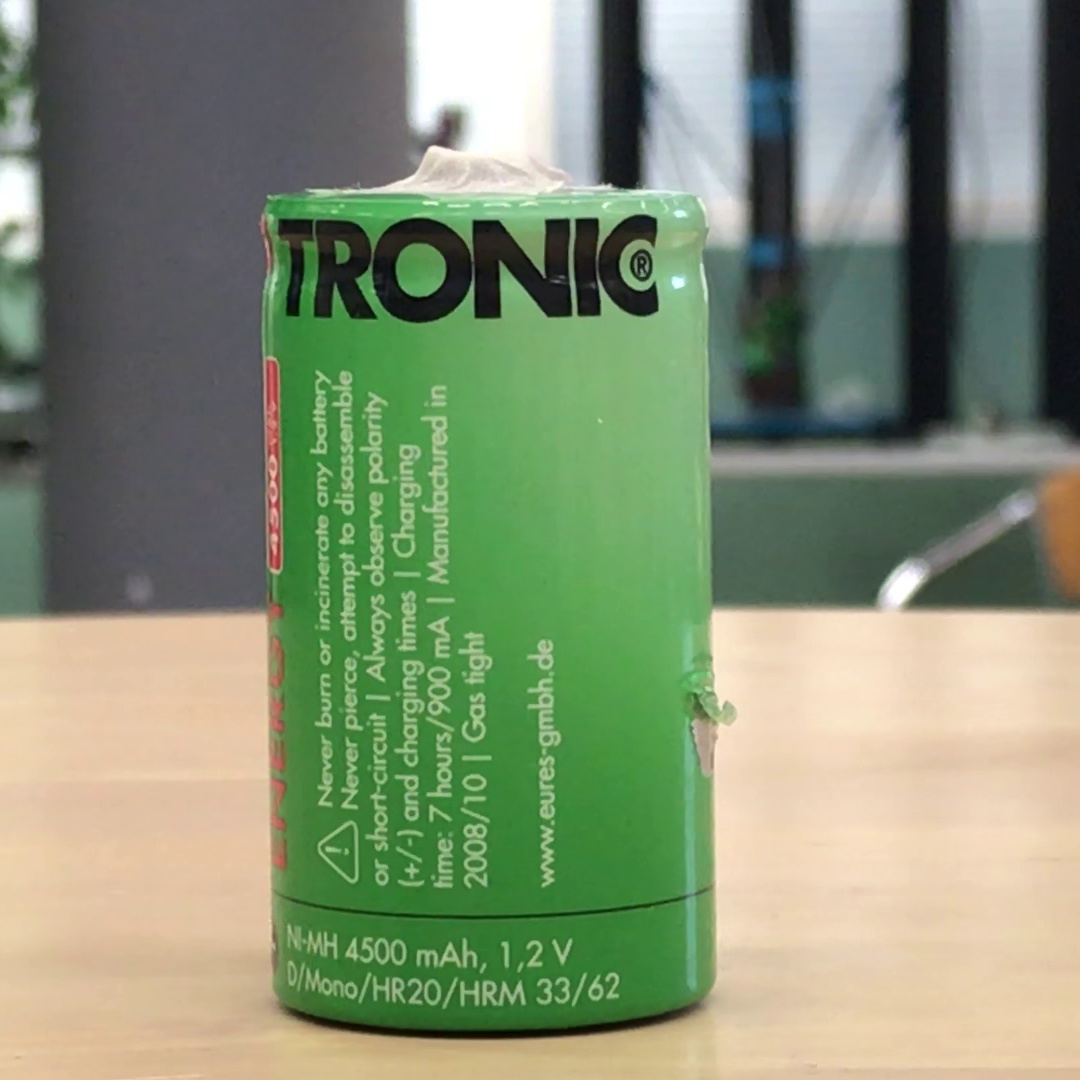 TRONIC®
ENERGY
4500
Never burn or incinerate any battery
Never pierce, attempt to disassemble
or short-circuit | Always observe polarity
(+/-) and charging times | Charging
time: 7 hours/900 mA | Manufactured in
2008/10 | Gas tight
www.eures-gmbh.de
NI-MH 4500 mAh, 1,2 V
D/Mono/HR20/HRM 33/62